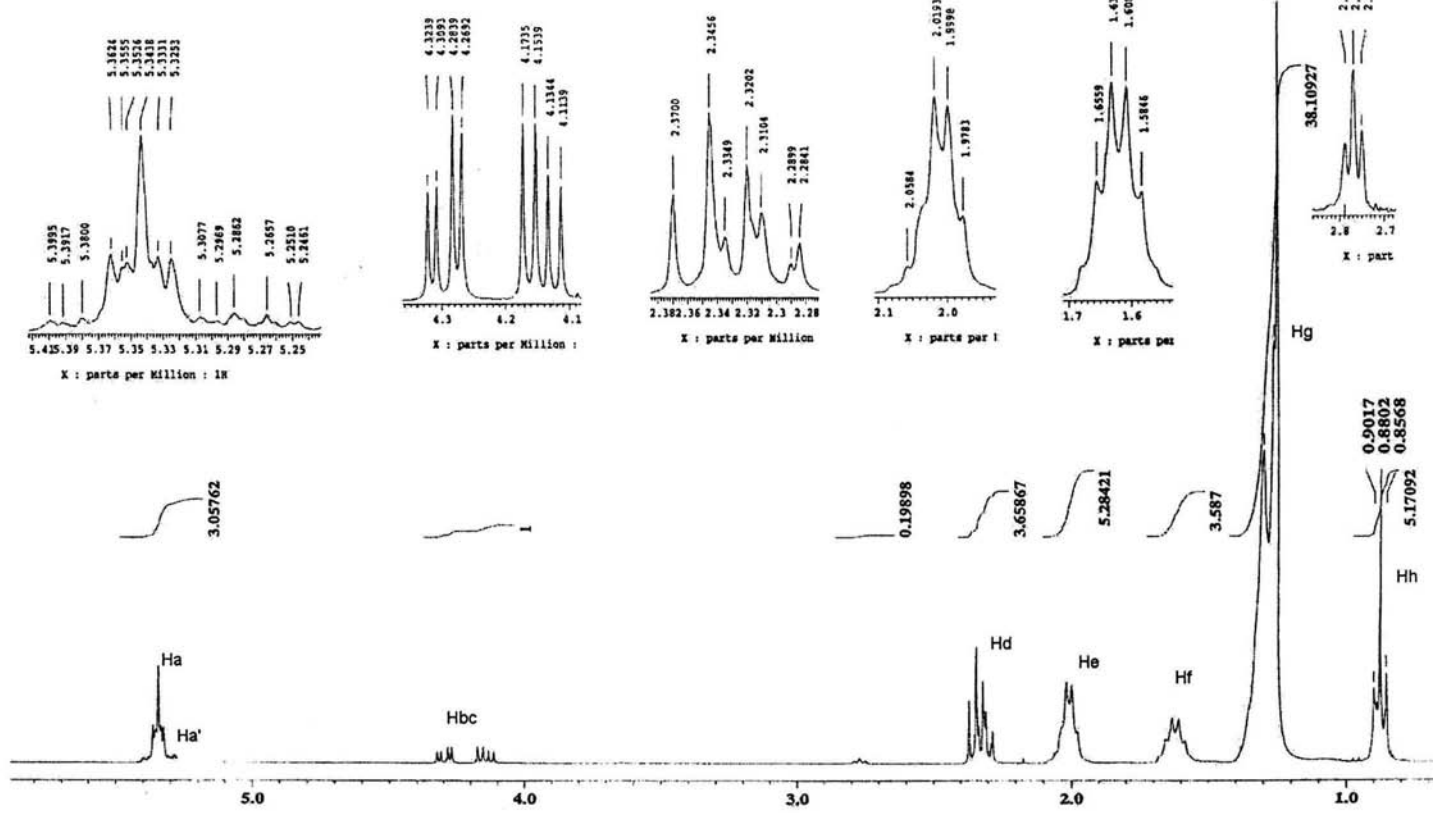 5.3624
5.3555
5.3526
5.3438
5.3331
5.3253
5.3995
5.3917
5.3800
5.3077
5.2969
5.2862
5.2657
5.2510
5.2461
5.41 5.39 5.37 5.35 5.33 5.31 5.29 5.27 5.25
X : parts per Million : 1H
4.3239
4.3093
4.2839
4.2692
4.1735
4.1539
4.1344
4.1139
4.3 4.2 4.1
X : parts per Million :
2.3700
2.3456
2.3349
2.3202
2.3104
2.2899
2.2841
2.38 2.36 2.34 2.32 2.3 2.28
X : parts per Million
2.0584
2.0193
1.9998
1.9783
2.1 2.0
X : parts per
1.6559
1.5846
1.7 1.6
X : parts per
2.8 2.7
X : part
38.10927
Hg
0.9017
0.8802
0.8568
3.05762
1
0.19898
3.65867
5.28421
3.587
5.17092
Hh
Ha
Ha'
Hbc
Hd
He
Hf
5.0 4.0 3.0 2.0 1.0